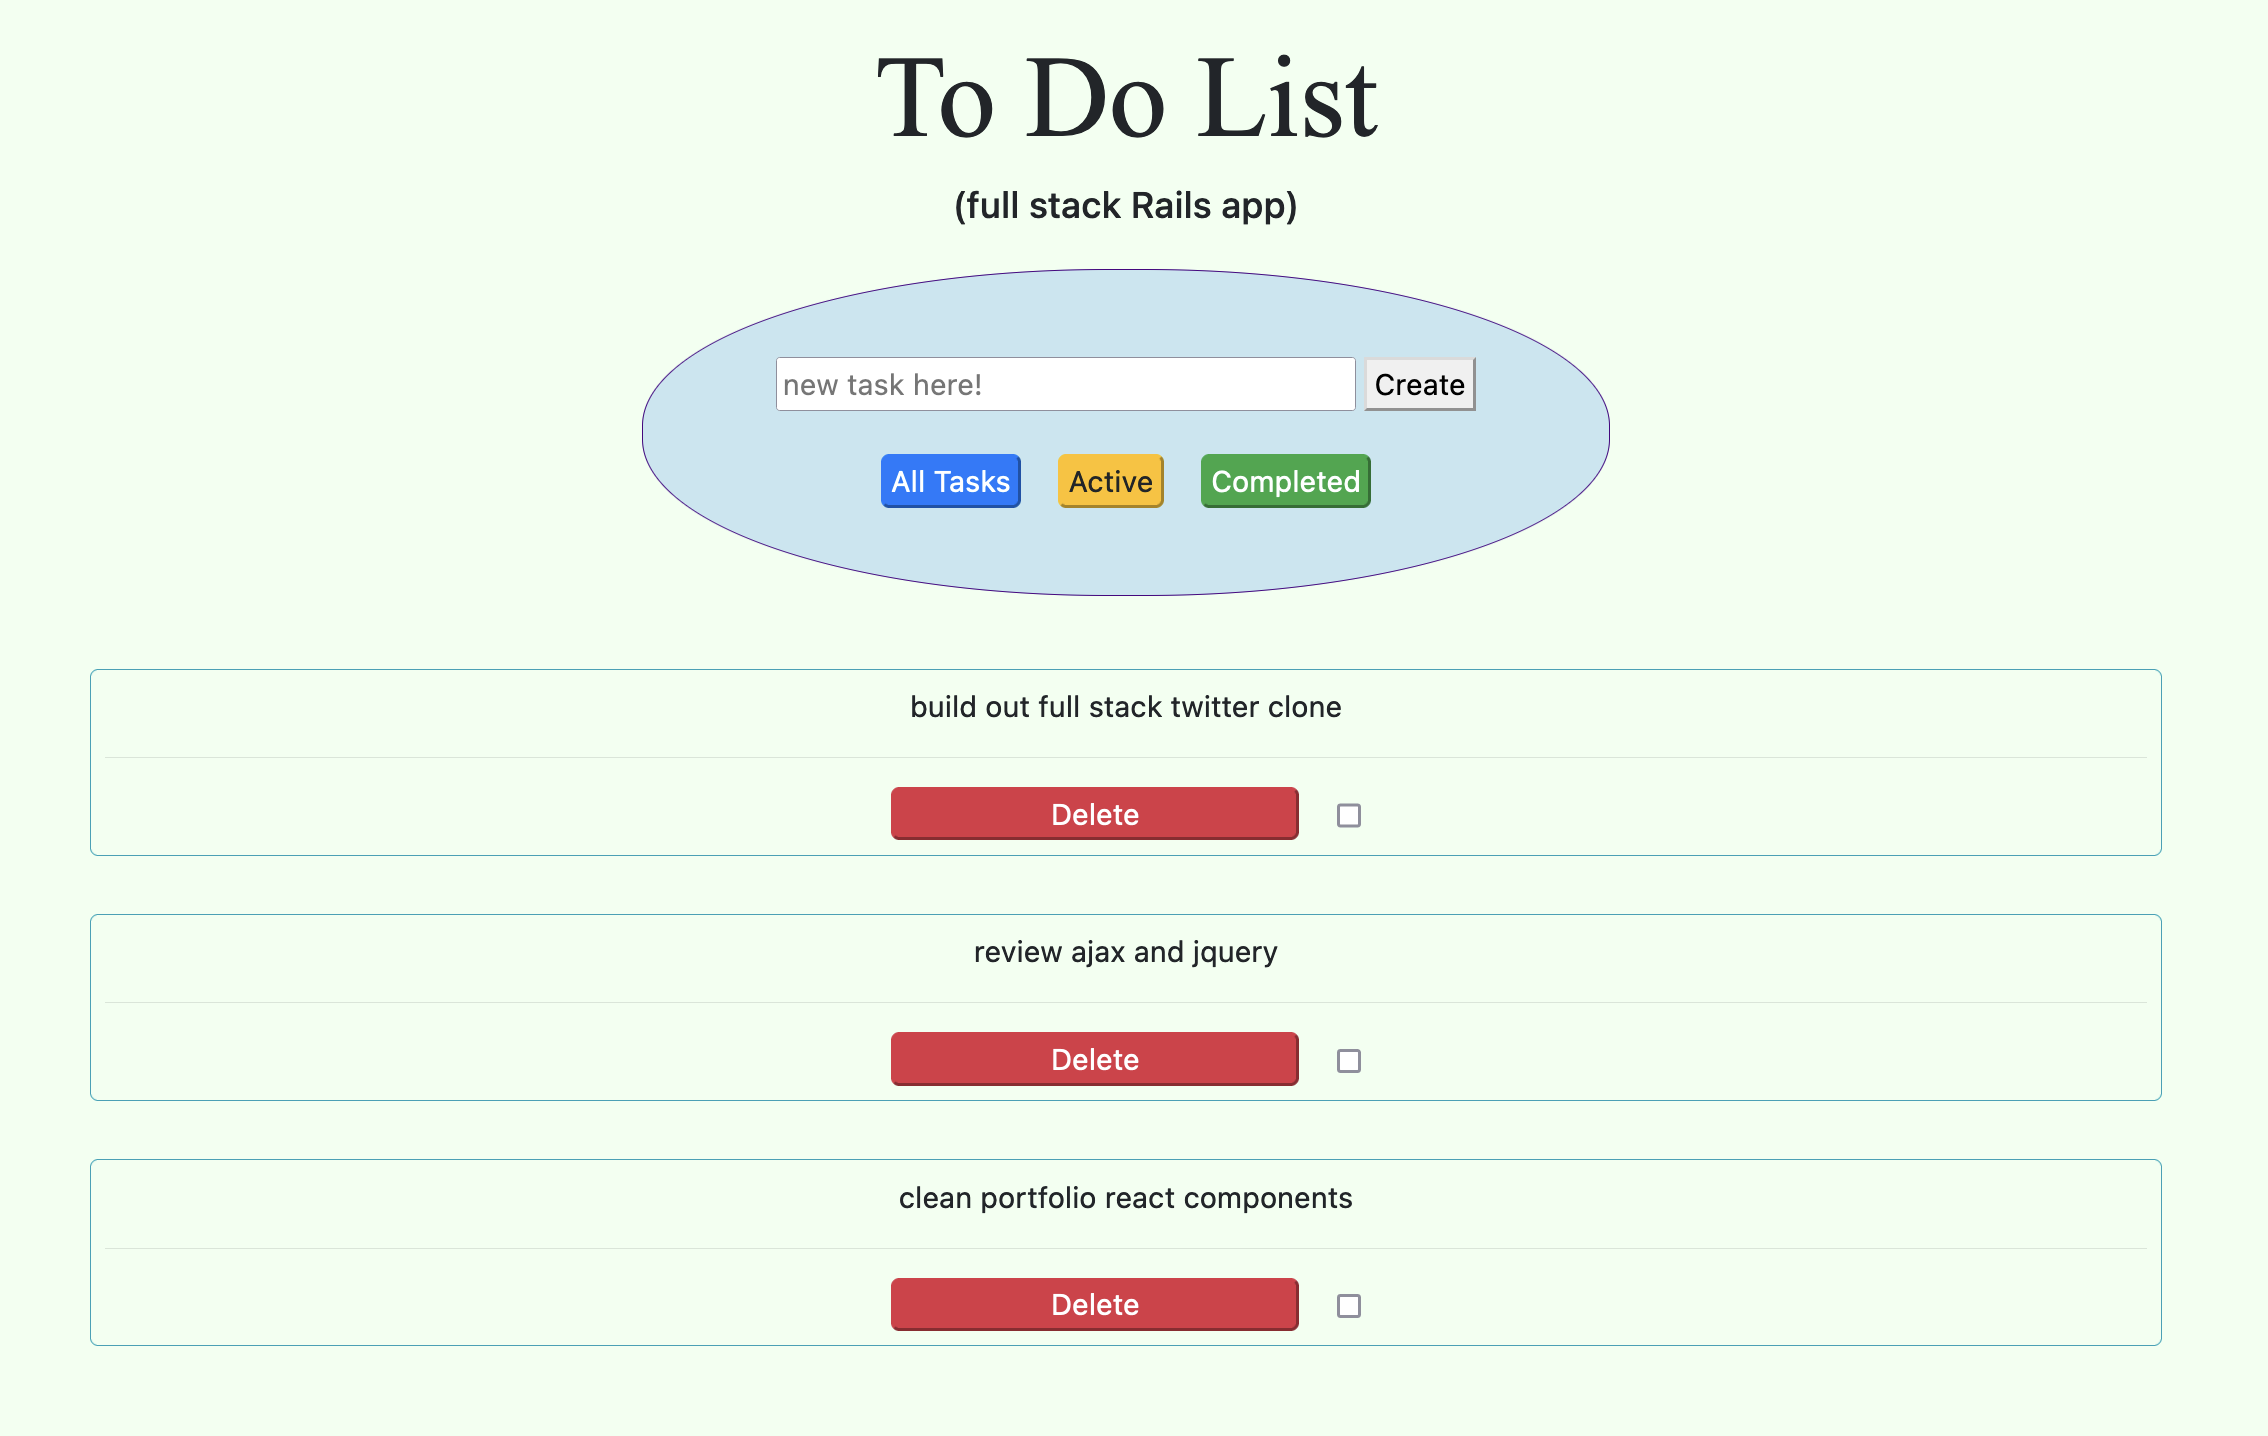 To Do List
(full stack Rails app)
new task here! Create
All Tasks Active Completed
build out full stack twitter clone
Delete
review ajax and jquery
Delete
clean portfolio react components
Delete